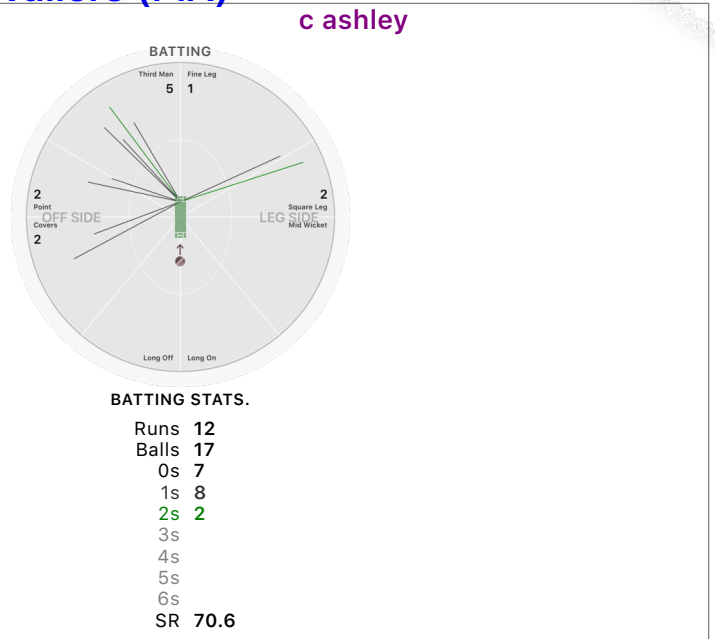 c ashley
BATTING
Third Man Fine Leg
5 1
2 2
Point Square Leg
OFF SIDE LEG SIDE
Covers Mid Wicket
2
Long Off Long On
BATTING STATS.
Runs 12
Balls 17
0s 7
1s 8
2s 2
3s
4s
5s
6s
SR 70.6